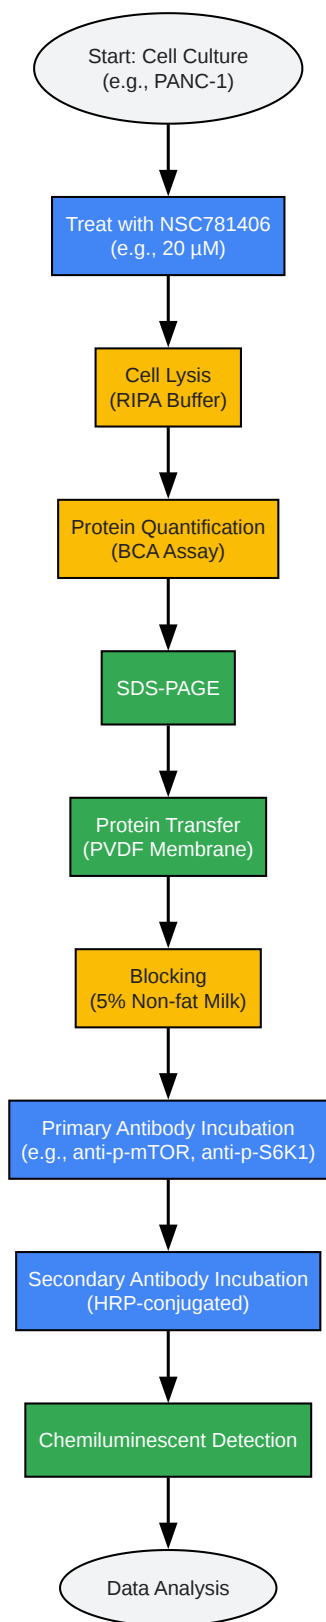 Start: Cell Culture
(e.g., PANC-1)
Treat with NSC781406
(e.g., 20 µM)
Cell Lysis
(RIPA Buffer)
Protein Quantification
(BCA Assay)
SDS-PAGE
Protein Transfer
(PVDF Membrane)
Blocking
(5% Non-fat Milk)
Primary Antibody Incubation
(e.g., anti-p-mTOR, anti-p-S6K1)
Secondary Antibody Incubation
(HRP-conjugated)
Chemiluminescent Detection
Data Analysis